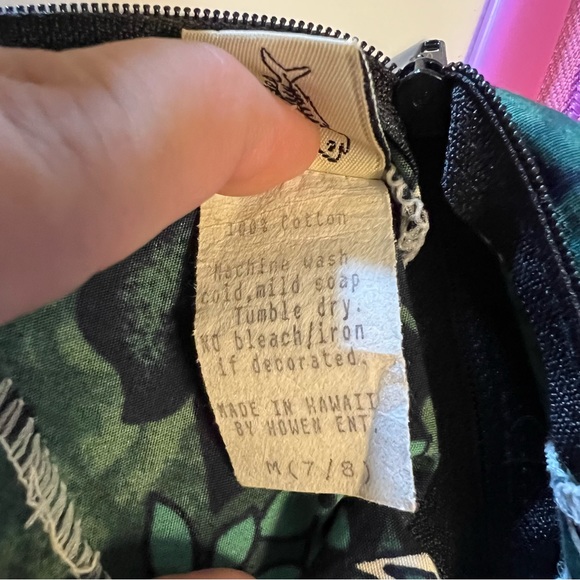 100% Cotton
Machine wash
cold,mild soap
Tumble dry.
No bleach/iron
if decorated.
MADE IN HAWAII
BY HOWEN ENT
M(7/8)